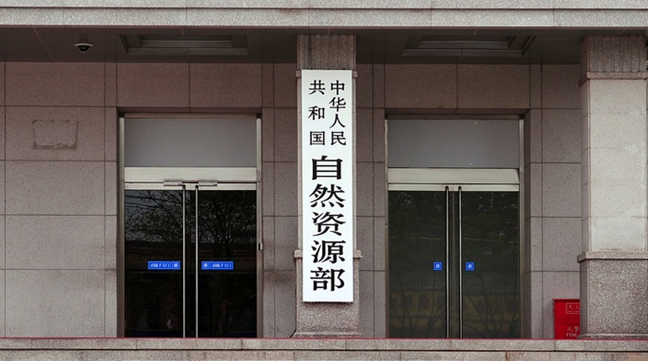 中华人民
共和国
自然资源部